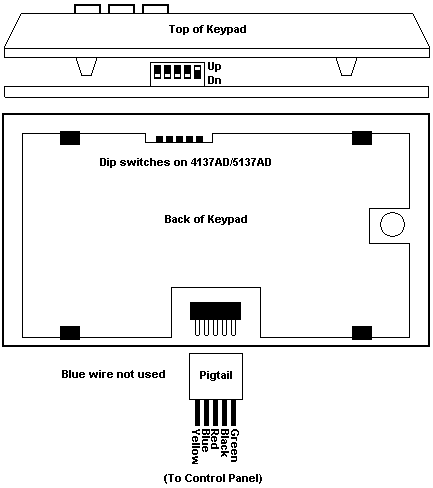 Top of Keypad
Up
Dn
Dip switches on 4137AD/5137AD
Back of Keypad
Blue wire not used
Pigtail
Yellow
Blue
Red
Black
Green
(To Control Panel)